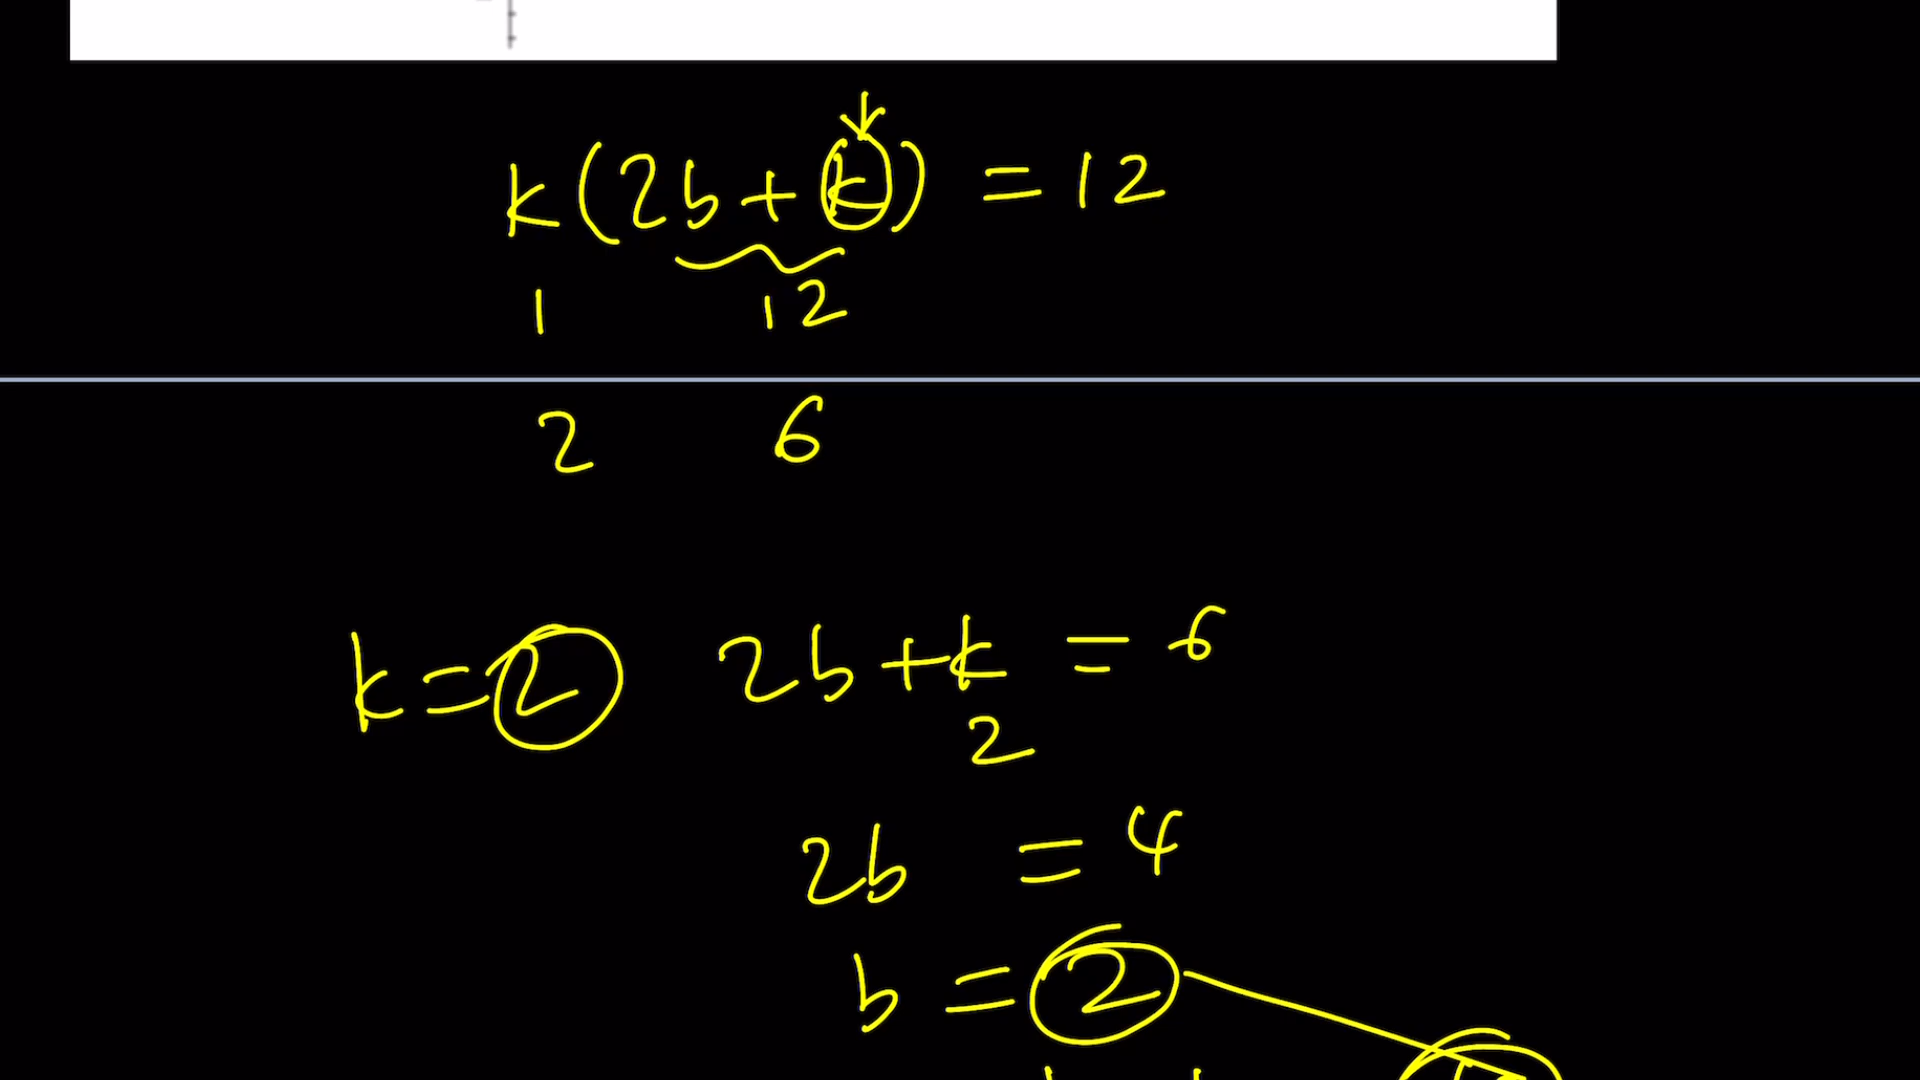 k(2b+k) = 12
1 12
2 6
k=2 2b+k = 6
2
2b = 4
b = 2